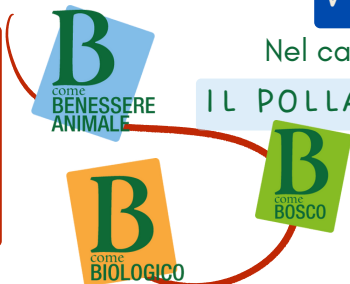 B
come
BENESSERE
ANIMALE
Nel ca
IL POLLA
B
come
BOSCO
B
come
BIOLOGICO